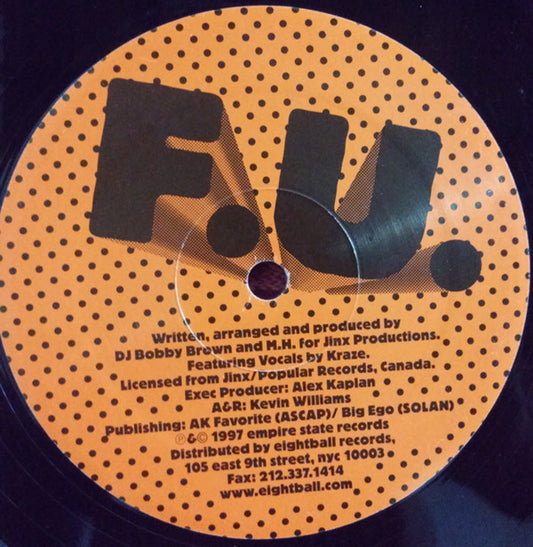 F.U.
Written, arranged and produced by
DJ Bobby Brown and M.H. for Jinx Productions.
Featuring Vocals by Kraze.
Licensed from Jinx/Popular Records, Canada.
Exec Producer: Alex Kaplan
A&R: Kevin Williams
Publishing: AK Favorite (ASCAP)/ Big Ego (SOLAN)
℗&© 1997 empire state records
Distributed by eightball records,
105 east 9th street, nyc 10003
Fax: 212.337.1414
www.eightball.com